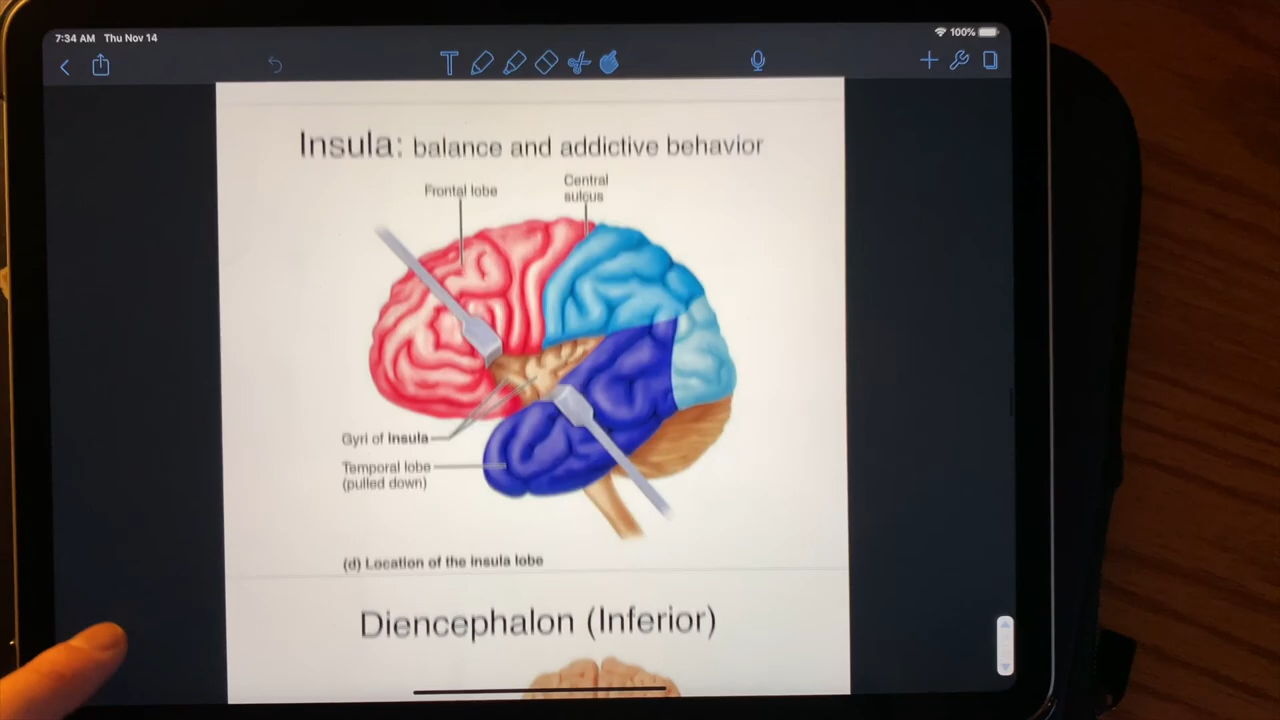 7:34 AM Thu Nov 14
100%
T
Insula: balance and addictive behavior
Frontal lobe
Central
sulcus
Gyri of insula
Temporal lobe
(pulled down)
(d) Location of the insula lobe
Diencephalon (Inferior)